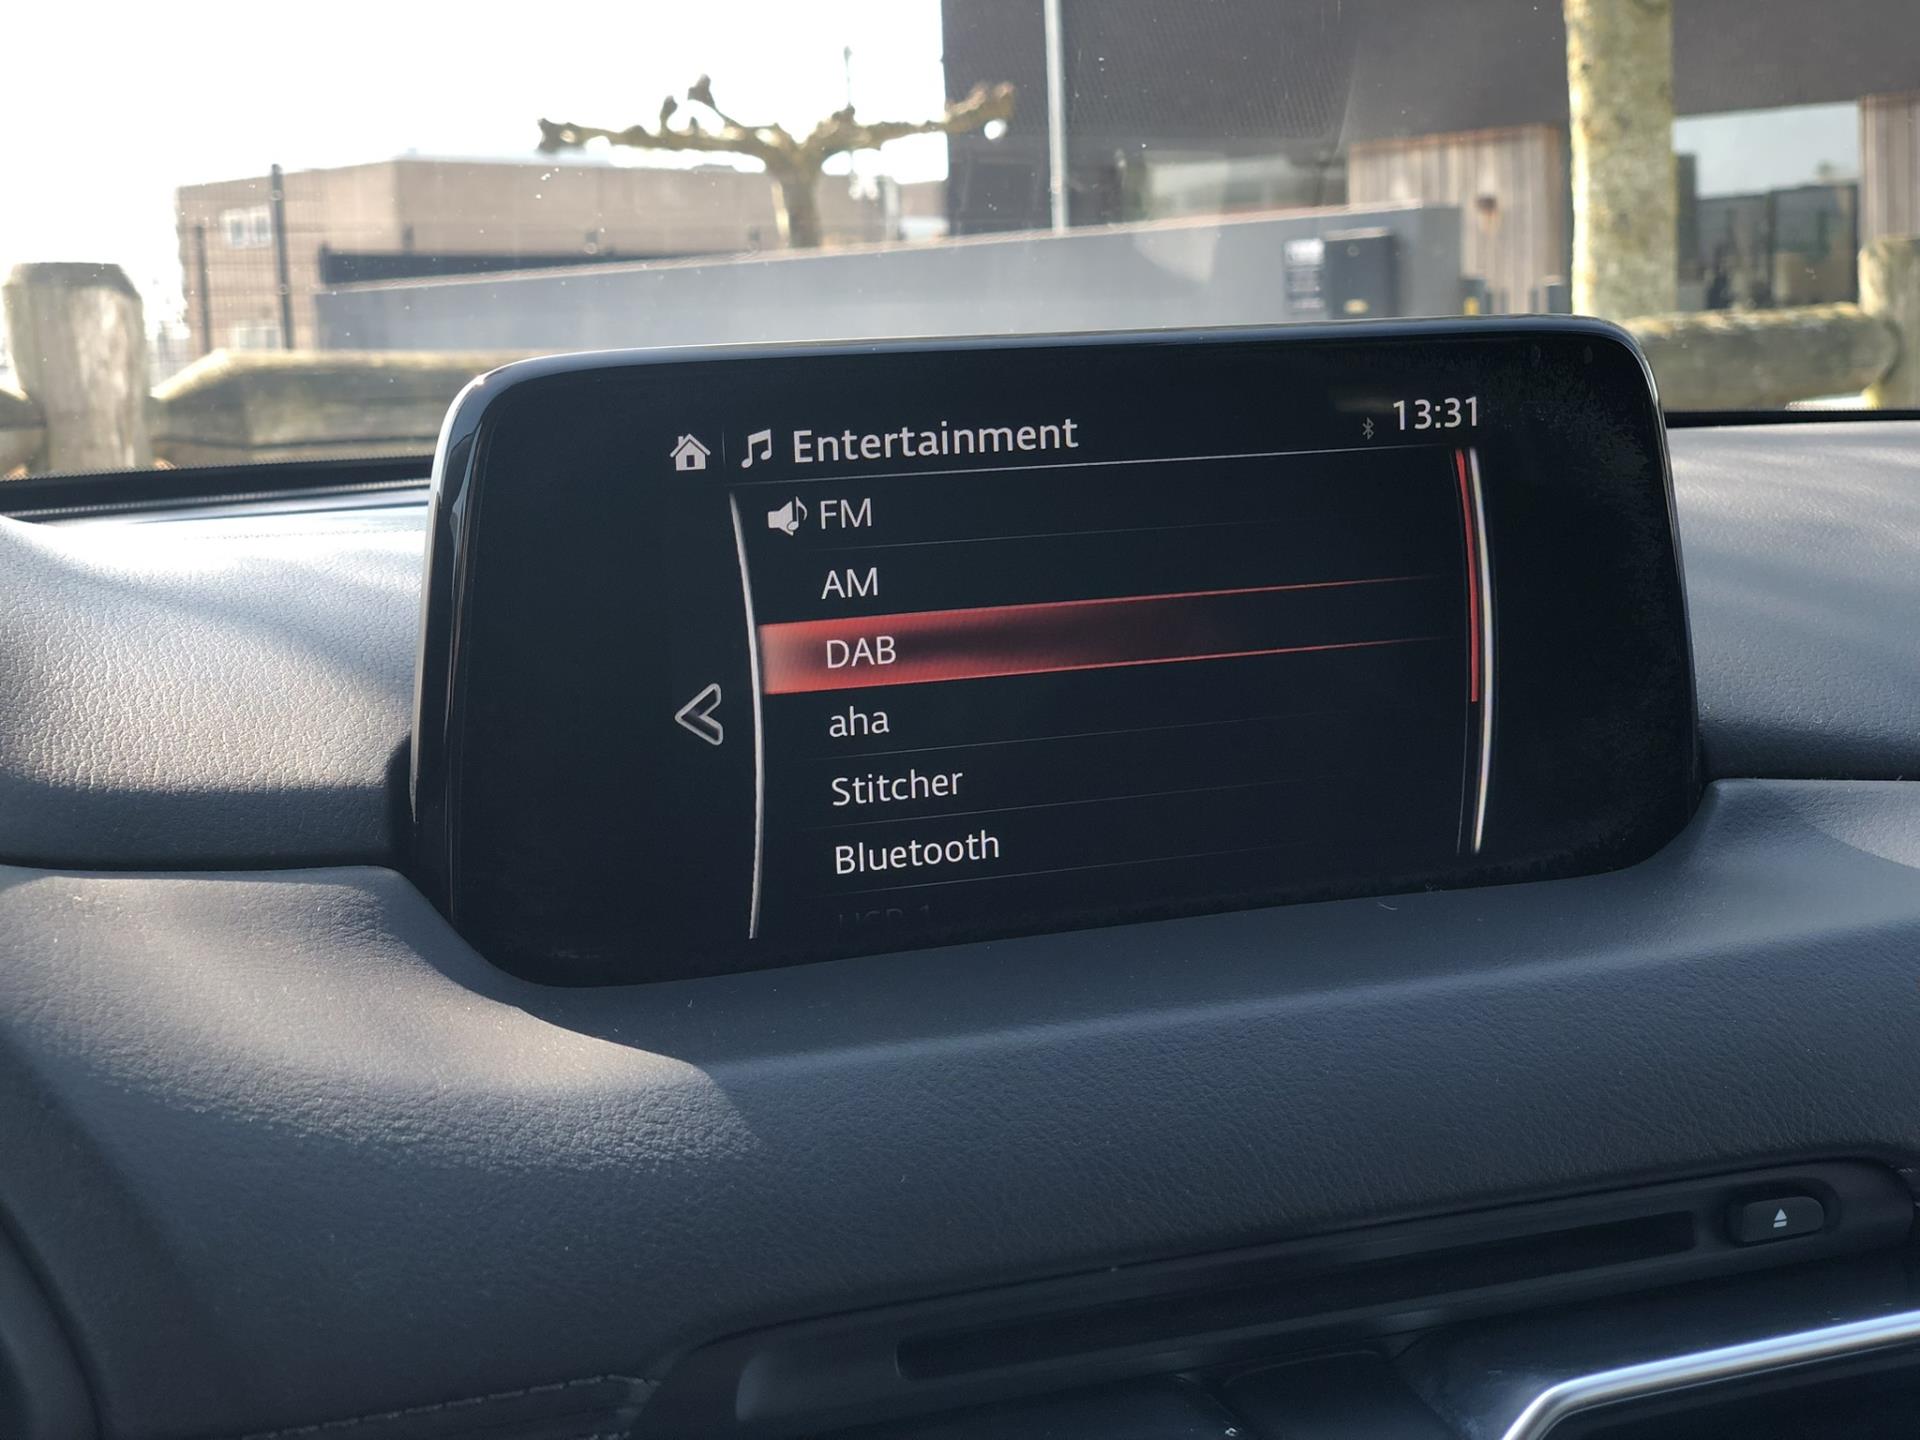 Entertainment
13:31
FM
AM
DAB
aha
Stitcher
Bluetooth